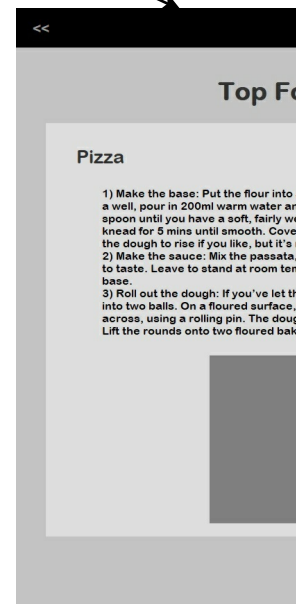 <<
Top Fo
Pizza
1) Make the base: Put the flour into
a well, pour in 200ml warm water an
spoon until you have a soft, fairly we
knead for 5 mins until smooth. Cove
the dough to rise if you like, but it's
2) Make the sauce: Mix the passata,
to taste. Leave to stand at room tem
base.
3) Roll out the dough: If you've let th
into two balls. On a floured surface,
across, using a rolling pin. The doug
Lift the rounds onto two floured bak